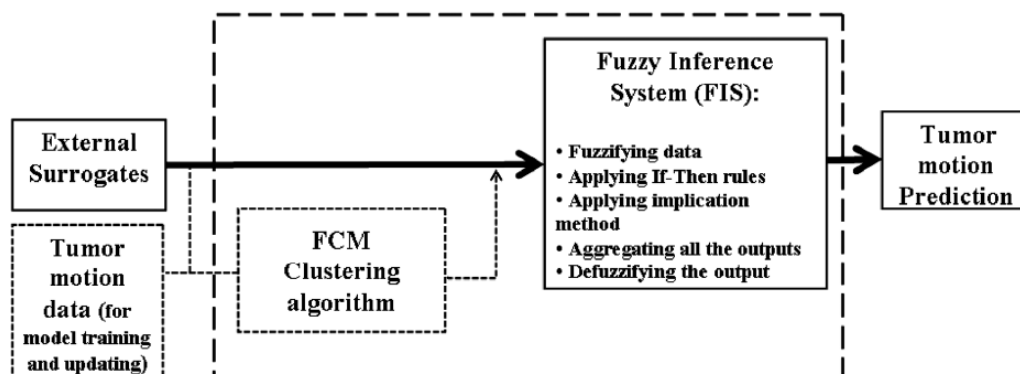 External
Surrogates
Tumor
motion
data (for
model training
and updating)
FCM
Clustering
algorithm
Fuzzy Inference
System (FIS):
• Fuzzifying data
• Applying If-Then rules
• Applying implication
method
• Aggregating all the outputs
• Defuzzifying the output
Tumor
motion
Prediction